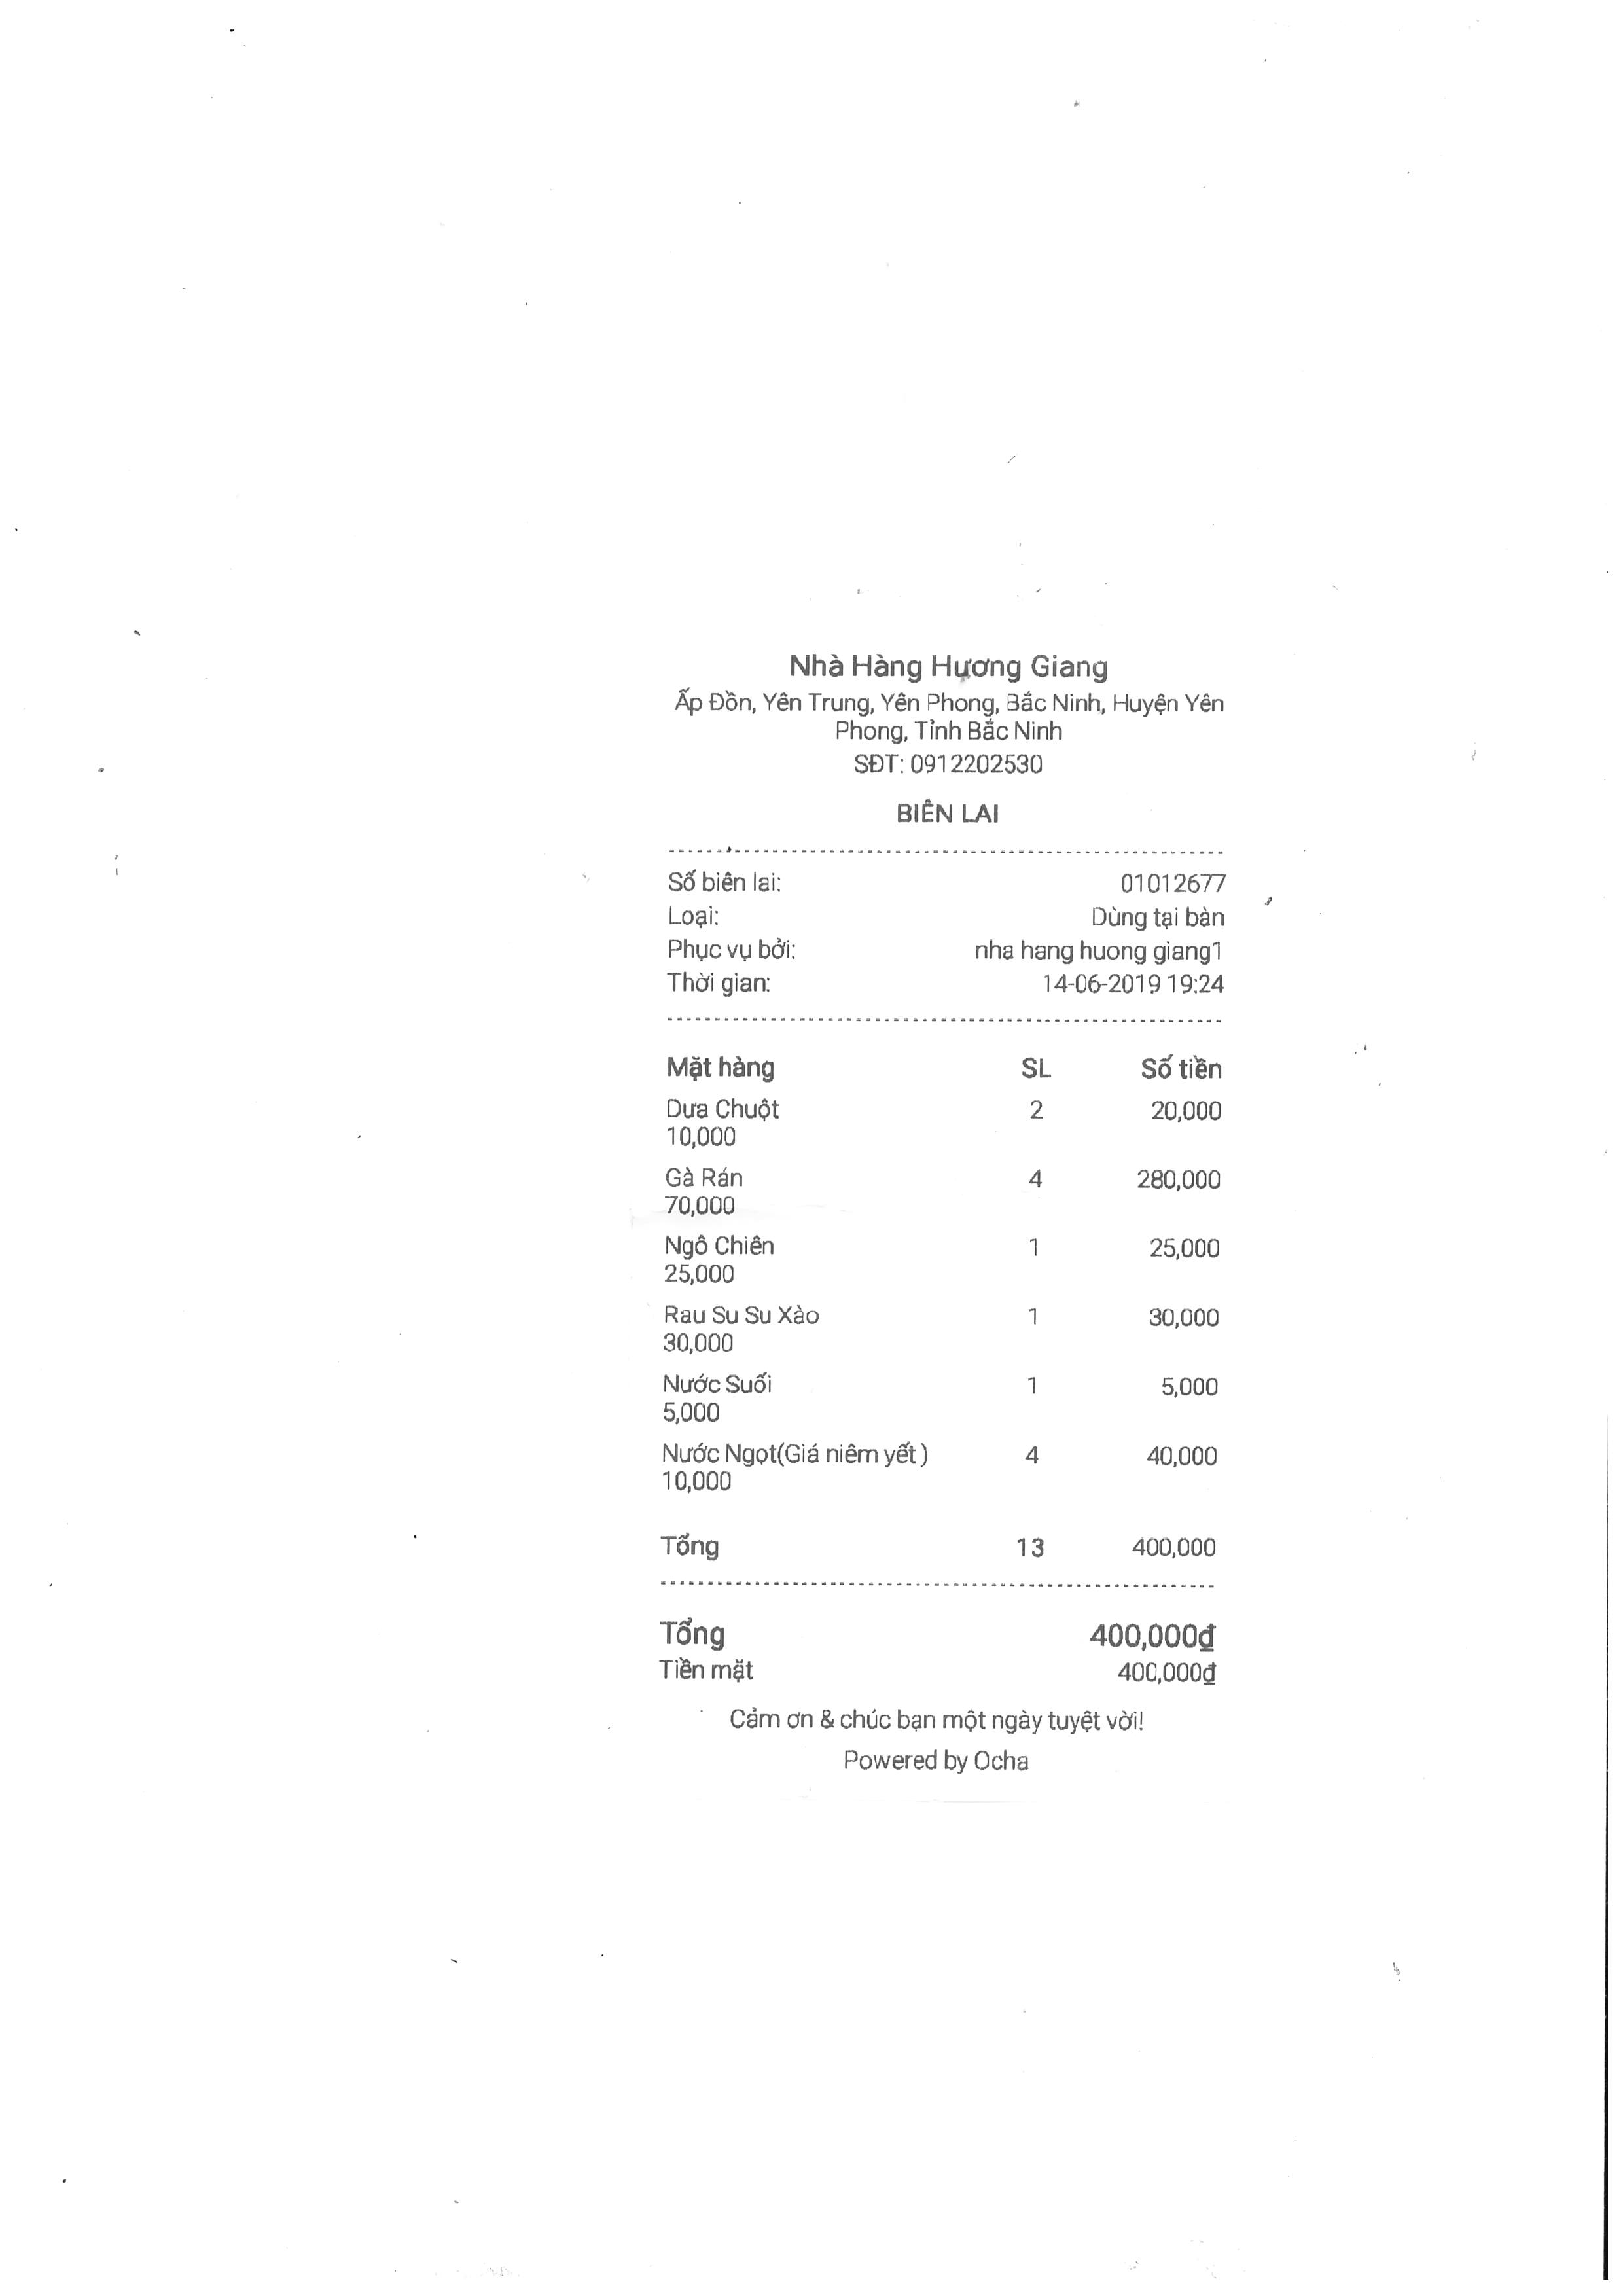 Nhà Hàng Hương Giang
Ấp Đồn, Yên Trung, Yên Phong, Bắc Ninh, Huyện Yên
Phong, Tỉnh Bắc Ninh
SĐT: 0912202530
BIÊN LAI
Số biên lai: 01012677
Loại: Dùng tại bàn
Phục vụ bởi: nha hang huong giang1
Thời gian: 14-06-2019 19:24
Mặt hàng SL Số tiền
Dưa Chuột 2 20,000
10,000
Gà Rán 4 280,000
70,000
Ngô Chiên 1 25,000
25,000
Rau Su Su Xào 1 30,000
30,000
Nước Suối 1 5,000
5,000
Nước Ngọt(Giá niêm yết) 4 40,000
10,000
Tổng 13 400,000
Tổng 400,000₫
Tiền mặt 400,000₫
Cảm ơn & chúc bạn một ngày tuyệt vời!
Powered by Ocha